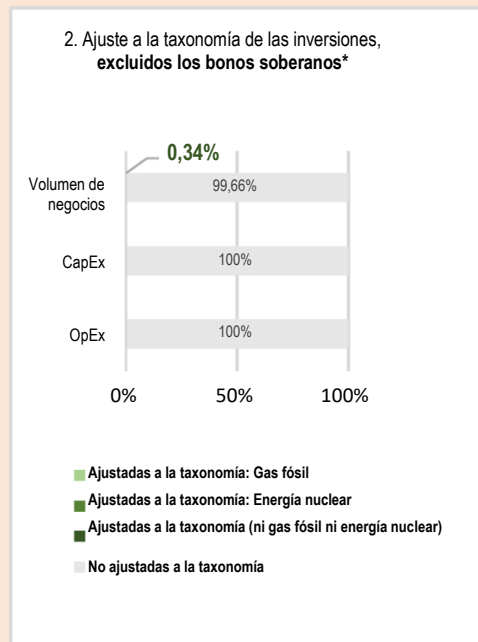 2. Ajuste a la taxonomía de las inversiones,
excluidos los bonos soberanos*
0,34%
Volumen de
negocios
99,66%
CapEx
100%
OpEx
100%
0%
50%
100%
Ajustadas a la taxonomía: Gas fósil
Ajustadas a la taxonomía: Energía nuclear
Ajustadas a la taxonomía (ni gas fósil ni energía nuclear)
No ajustadas a la taxonomía